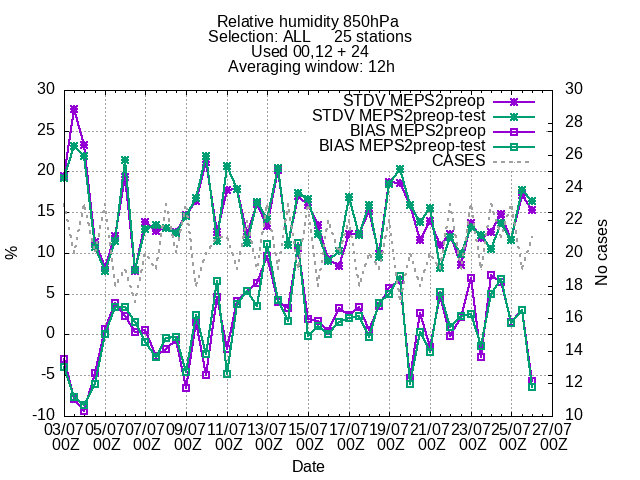 Relative humidity 850hPa
Selection: ALL 25 stations
Used 00,12 + 24
Averaging window: 12h
STDV MEPS2preop
STDV MEPS2preop-test
BIAS MEPS2preop
BIAS MEPS2preop-test
CASES
30 30
25 28
20 26
15 24
10 22
5 20
0 18
-5 16
-10 14
12
10
%
No cases
03/07 05/07 07/07 09/07 11/07 13/07 15/07 17/07 19/07 21/07 23/07 25/07 27/07
00Z 00Z 00Z 00Z 00Z 00Z 00Z 00Z 00Z 00Z 00Z 00Z 00Z
Date